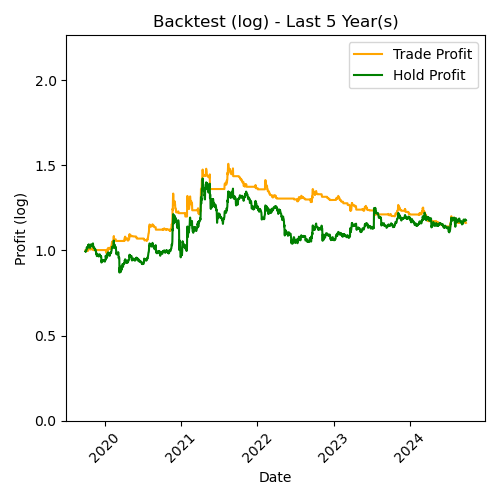 Backtest (log) - Last 5 Year(s)
Trade Profit
Hold Profit
Profit (log)
2.0
1.5
1.0
0.5
0.0
2020
2021
2022
2023
2024
Date